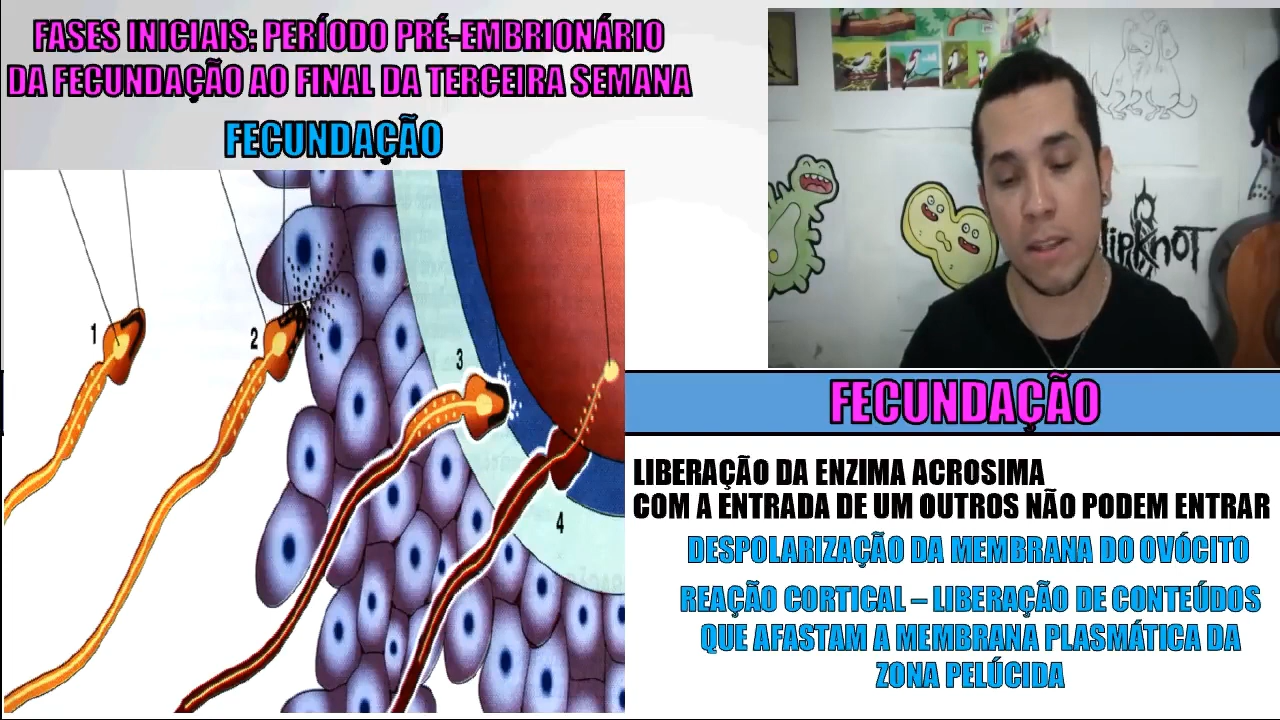 FASES INICIAIS: PERÍODO PRÉ-EMBRIONÁRIO
DA FECUNDAÇÃO AO FINAL DA TERCEIRA SEMANA
FECUNDAÇÃO
1
2
3
4
SLIPKNOT
FECUNDAÇÃO
LIBERAÇÃO DA ENZIMA ACROSIMA
COM A ENTRADA DE UM OUTROS NÃO PODEM ENTRAR
DESPOLARIZAÇÃO DA MEMBRANA DO OVÓCITO
REAÇÃO CORTICAL – LIBERAÇÃO DE CONTEÚDOS
QUE AFASTAM A MEMBRANA PLASMÁTICA DA
ZONA PELÚCIDA